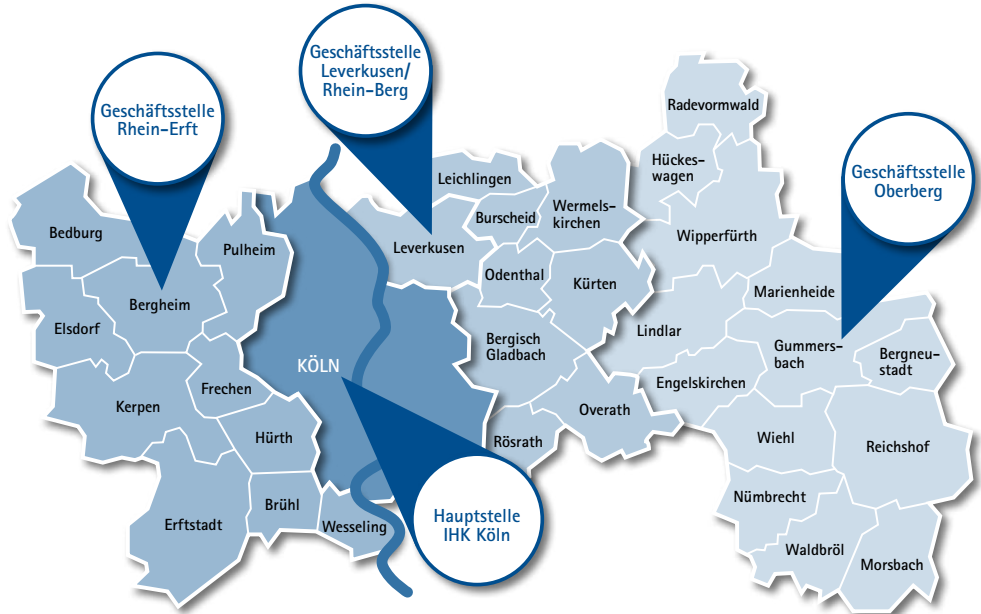 Geschäftsstelle
Rhein-Erft
Geschäftsstelle
Leverkusen/
Rhein-Berg
Geschäftsstelle
Oberberg
Hauptstelle
IHK Köln
Bedburg
Bergheim
Pulheim
Elsdorf
Kerpen
Frechen
Hürth
Erftstadt
Brühl
Wesseling
KÖLN
Leverkusen
Leichlingen
Burscheid
Wermels-
kirchen
Odenthal
Kürten
Bergisch
Gladbach
Rösrath
Overath
Radevormwald
Hückes-
wagen
Wipperfürth
Marienheide
Lindlar
Gummers-
bach
Bergneu-
stadt
Engelskirchen
Wiehl
Reichshof
Nümbrecht
Waldbröl
Morsbach